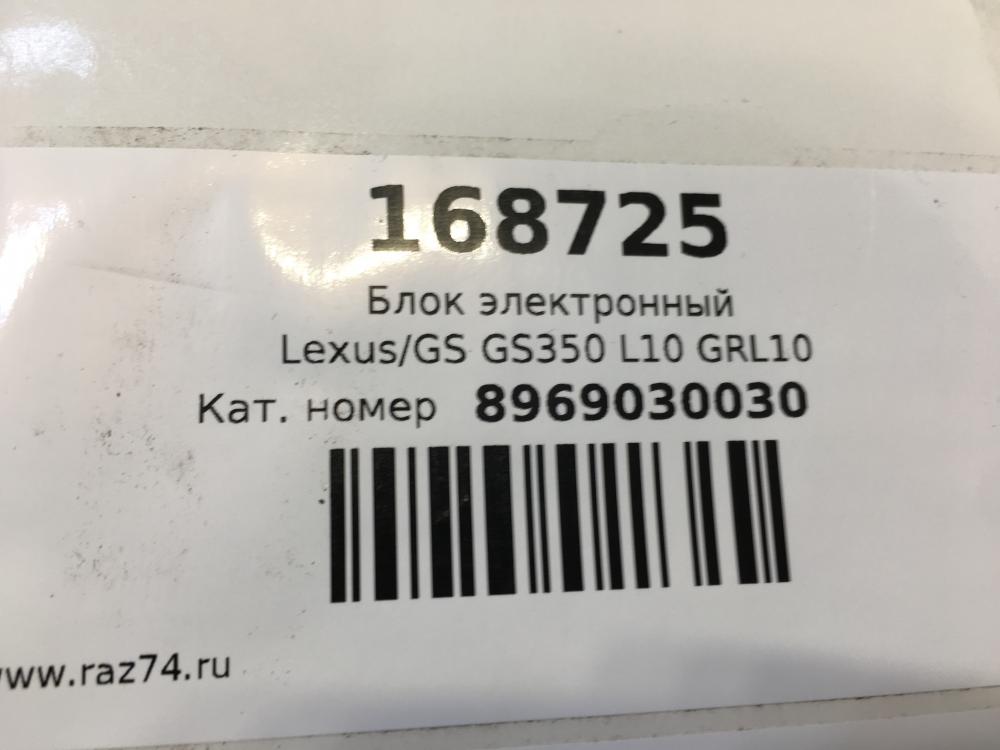 168725
Блок электронный
Lexus/GS GS350 L10 GRL10
Кат. номер 8969030030
www.raz74.ru